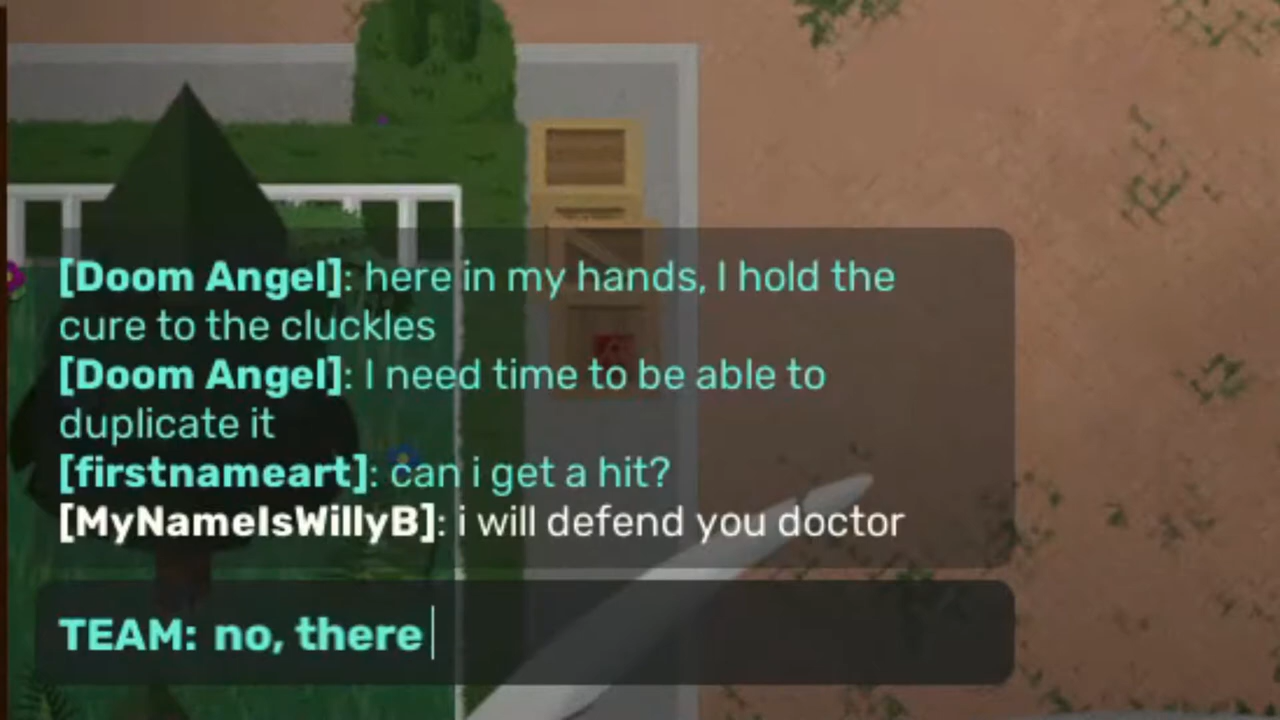 [Doom Angel]: here in my hands, I hold the
cure to the cluckles
[Doom Angel]: I need time to be able to
duplicate it
[firstnameart]: can i get a hit?
[MyNameIsWillyB]: i will defend you doctor
TEAM: no, there